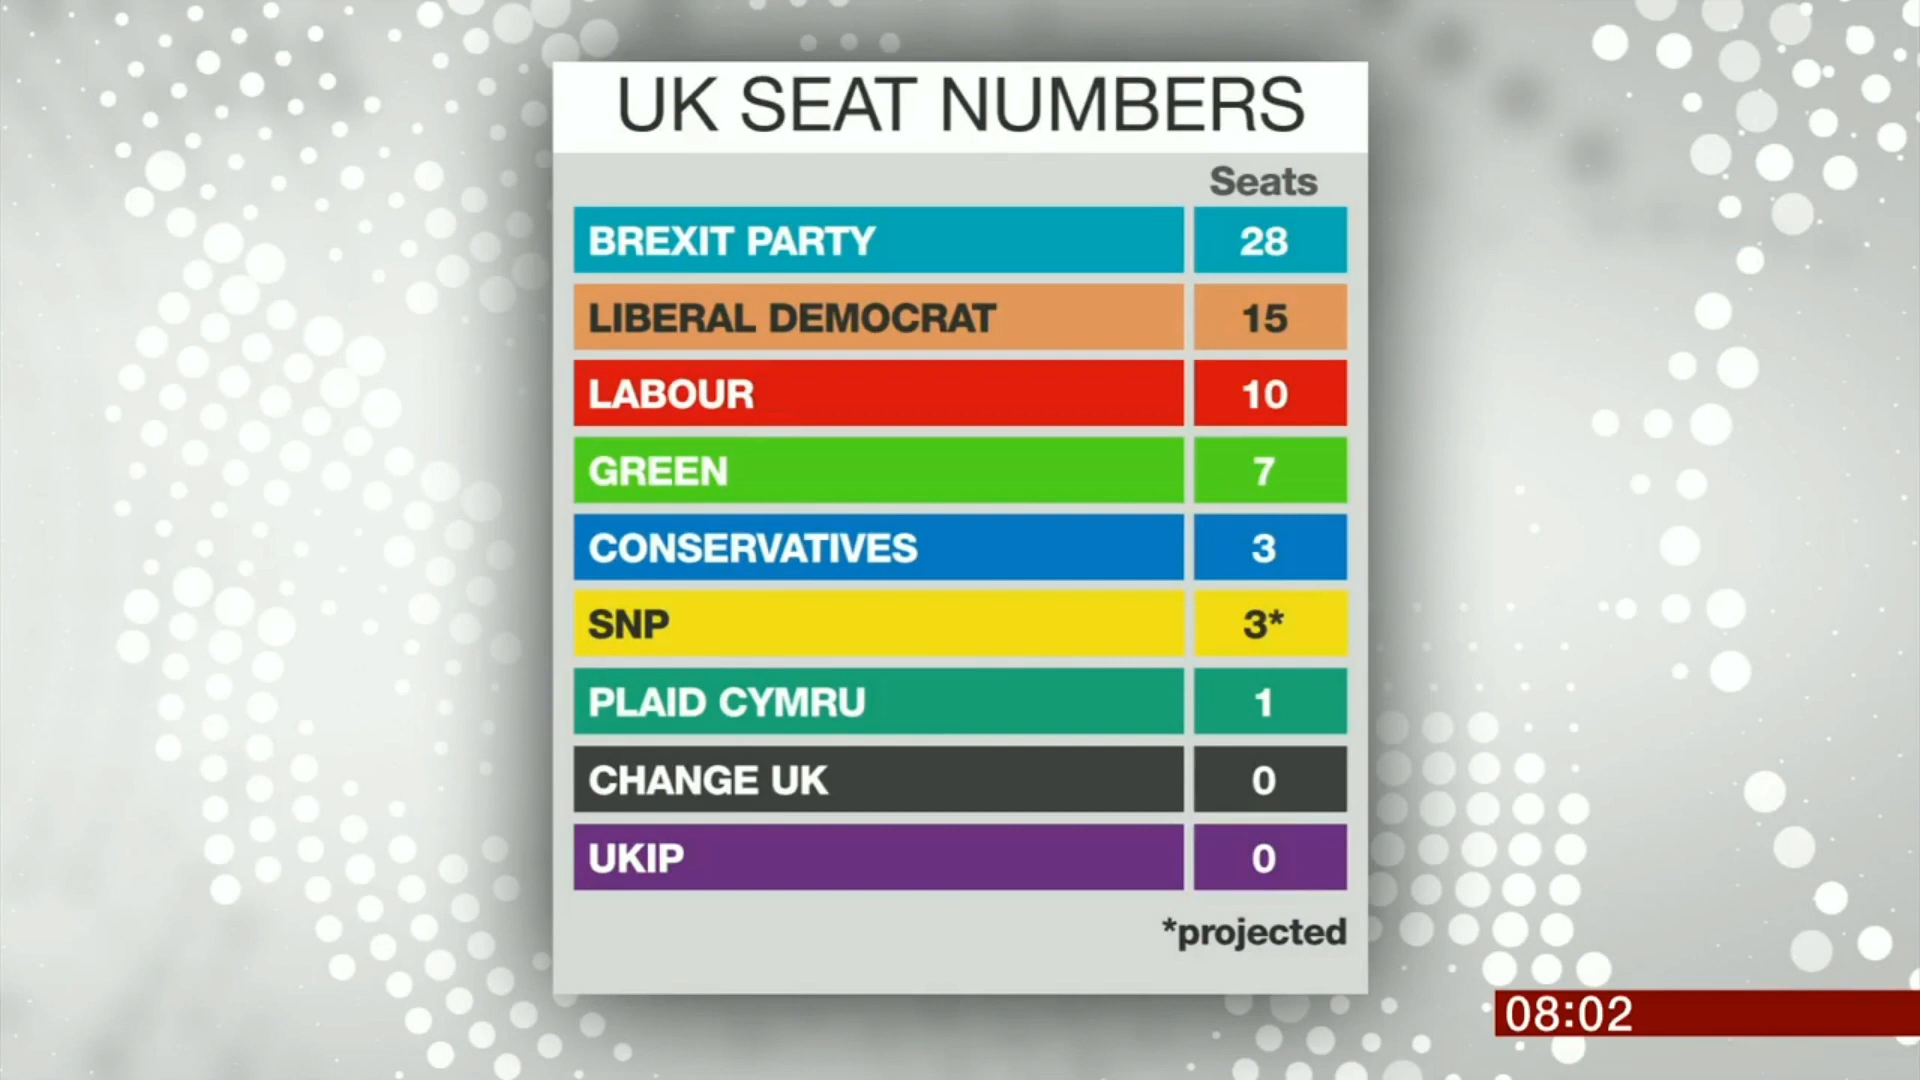 UK SEAT NUMBERS
Seats
BREXIT PARTY 28
LIBERAL DEMOCRAT 15
LABOUR 10
GREEN 7
CONSERVATIVES 3
SNP 3*
PLAID CYMRU 1
CHANGE UK 0
UKIP 0
*projected
08:02